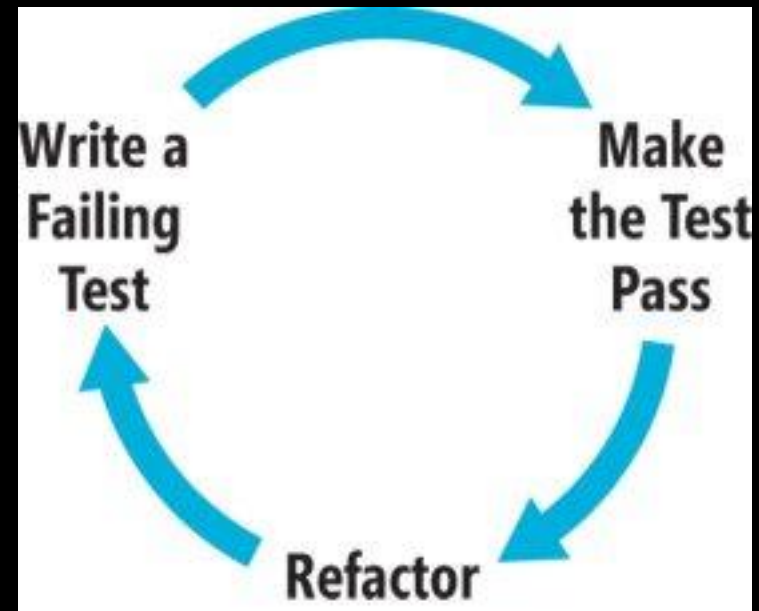 Write a
Failing
Test
Make
the Test
Pass
Refactor